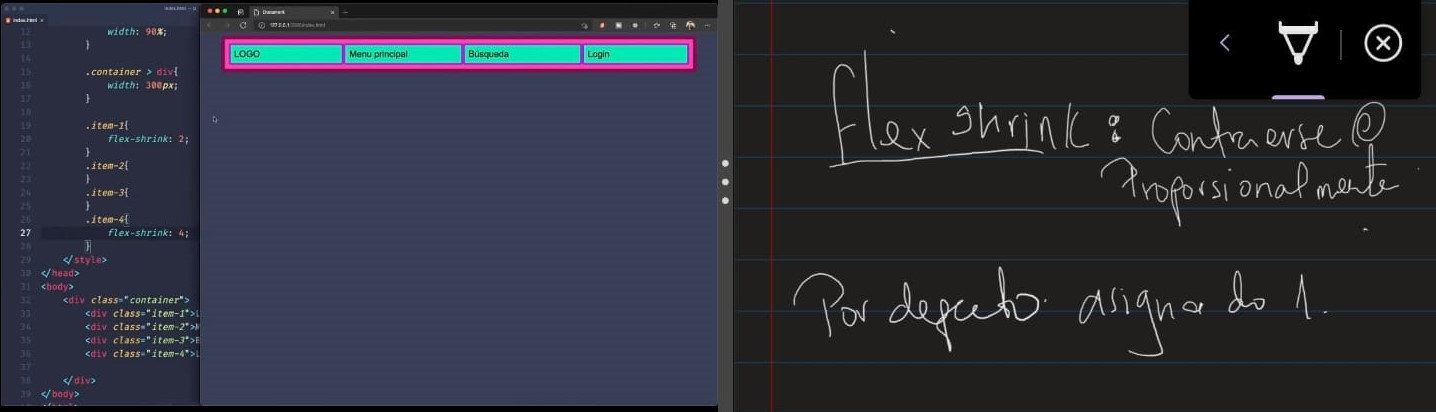 index.html
12 width: 90%;
13 }
14
15 .container > div{
16 width: 300px;
17 }
18
19 .item-1{
20 flex-shrink: 2;
21 }
22 .item-2{
23 }
24 .item-3{
25 }
26 .item-4{
27 flex-shrink: 4;
28 }
29 </style>
30 </head>
31 <body>
32 <div class="container">
33 <div class="item-1">L
34 <div class="item-2">M
35 <div class="item-3">B
36 <div class="item-4">L
37
38 </div>
39 </body>
Document
127.0.0.1
LOGO
Menu principal
Búsqueda
Login
Flex shrink: Contraerse @
Proporsionalmente
Por defecto asignado 1.